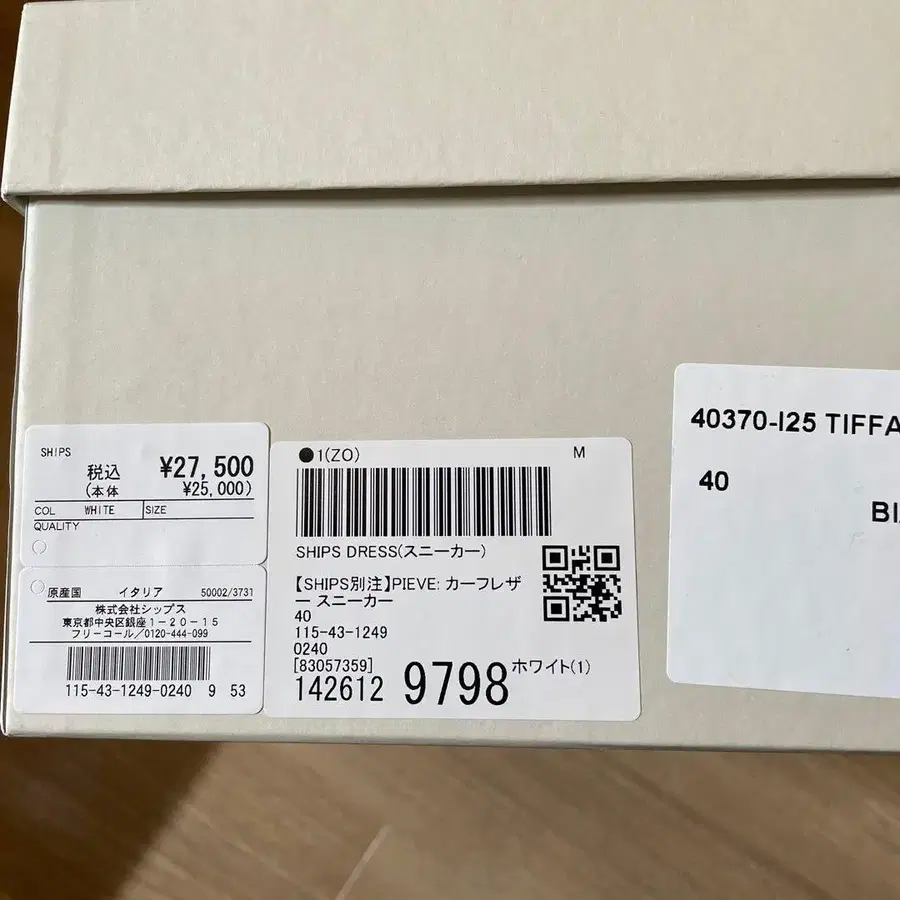 SHIPS
税込 ¥27,500
(本体 ¥25,000)
COL WHITE SIZE
QUALITY
原産国 イタリア 50002/3731
株式会社シップス
東京都中央区銀座1-20-15
フリーコール/0120-444-099
115-43-1249-0240 9 53
●1(ZO) M
SHIPS DRESS(スニーカー)
【SHIPS別注】PIEVE: カーフレザ
ー スニーカー
40
115-43-1249
0240
[83057359]
142612 9798 ホワイト(1)
40370-I25 TIFFA
40